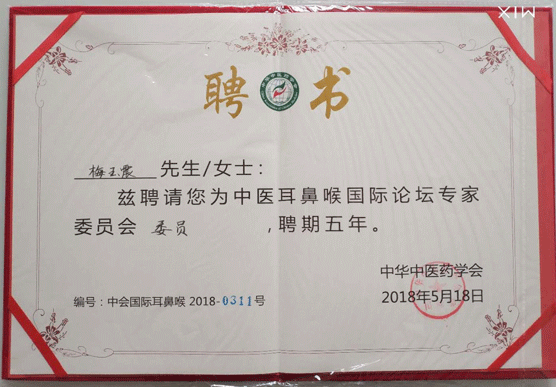 聘书
梅玉震 先生/女士：
兹聘请您为中医耳鼻喉国际论坛专家
委员会 委员 ，聘期五年。
中华中医药学会
编号：中会国际耳鼻喉 2018-0311号
2018年5月18日